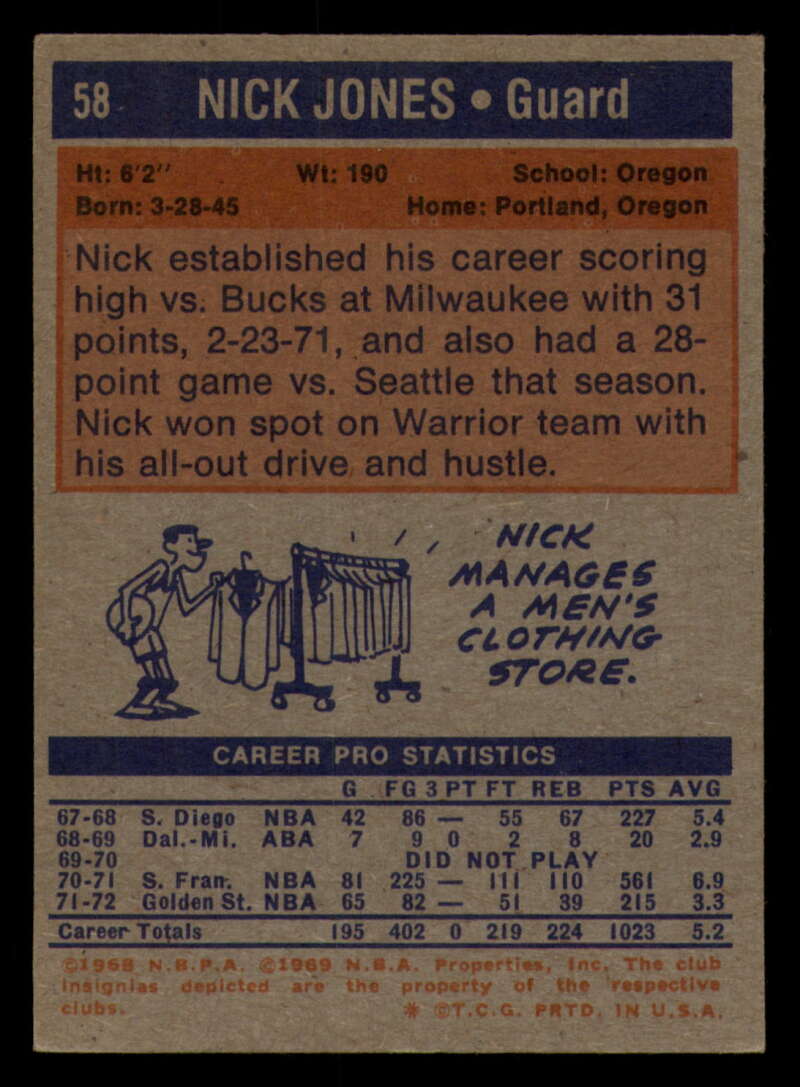 58 NICK JONES • Guard
Ht: 6'2" Wt: 190 School: Oregon
Born: 3-28-45 Home: Portland, Oregon
Nick established his career scoring
high vs. Bucks at Milwaukee with 31
points, 2-23-71, and also had a 28-
point game vs. Seattle that season.
Nick won spot on Warrior team with
his all-out drive and hustle.
NICK
MANAGES
A MEN'S
CLOTHING
STORE.
CAREER PRO STATISTICS
G FG 3 PT FT REB PTS AVG
67-68 S. Diego NBA 42 86 — 55 67 227 5.4
68-69 Dal.-Mi. ABA 7 9 0 2 8 20 2.9
69-70 DID NOT PLAY
70-71 S. Fran. NBA 81 225 — 111 110 561 6.9
71-72 Golden St. NBA 65 82 — 51 39 215 3.3
Career Totals 195 402 0 219 224 1023 5.2
©1968 N.B.P.A. ©1969 N.B.A. Properties, Inc. The club
insignias depicted are the property of the respective
clubs. * ©T.C.G. PRTD. IN U.S.A.